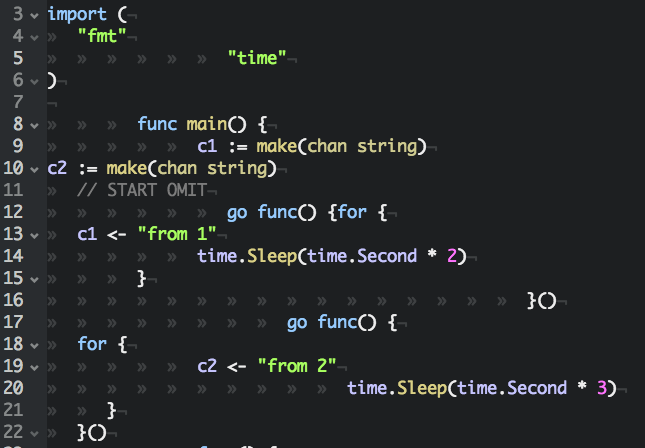 3 import (
4 "fmt"
5 "time"
6 )
7
8 func main() {
9 c1 := make(chan string)
10 c2 := make(chan string)
11 // START OMIT
12 go func() {for {
13 c1 <- "from 1"
14 time.Sleep(time.Second * 2)
15 }
16 }()
17 go func() {
18 for {
19 c2 <- "from 2"
20 time.Sleep(time.Second * 3)
21 }
22 }()